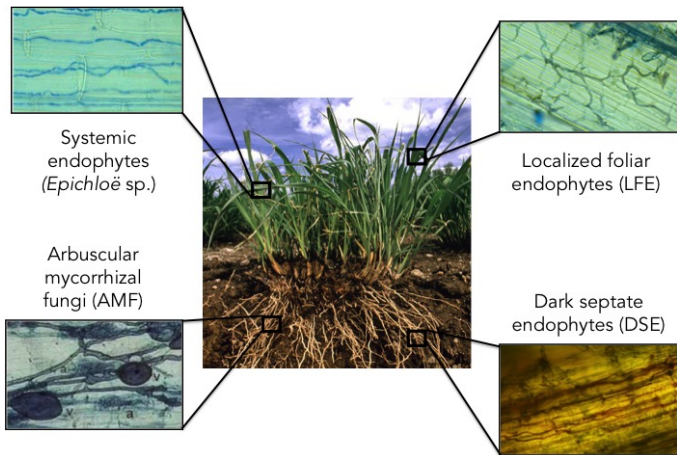 Systemic
endophytes
(Epichloë sp.)
Localized foliar
endophytes (LFE)
Arbuscular
mycorrhizal
fungi (AMF)
Dark septate
endophytes (DSE)
a
v
v
a